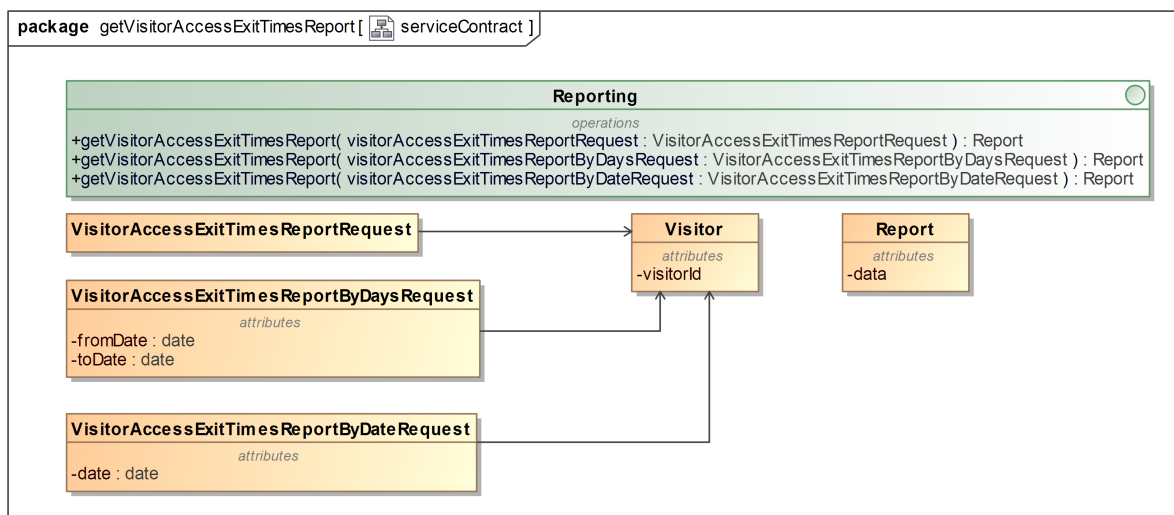 package getVisitorAccessExitTimesReport [ serviceContract ]
Reporting
operations
+getVisitorAccessExitTimesReport( visitorAccessExitTimesReportRequest : VisitorAccessExitTimesReportRequest ) : Report
+getVisitorAccessExitTimesReport( visitorAccessExitTimesReportByDaysRequest : VisitorAccessExitTimesReportByDaysRequest ) : Report
+getVisitorAccessExitTimesReport( visitorAccessExitTimesReportByDateRequest : VisitorAccessExitTimesReportByDateRequest ) : Report
VisitorAccessExitTimesReportRequest
Visitor
attributes
-visitorId
Report
attributes
-data
VisitorAccessExitTimesReportByDaysRequest
attributes
-fromDate : date
-toDate : date
VisitorAccessExitTimesReportByDateRequest
attributes
-date : date